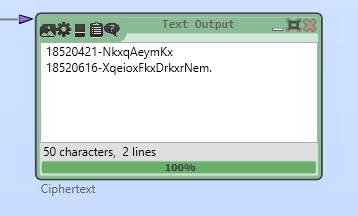 Text Output
18520421-NkxqAeymKx
18520616-XqeioxFkxDrkxrNem.
50 characters, 2 lines
100%
Ciphertext